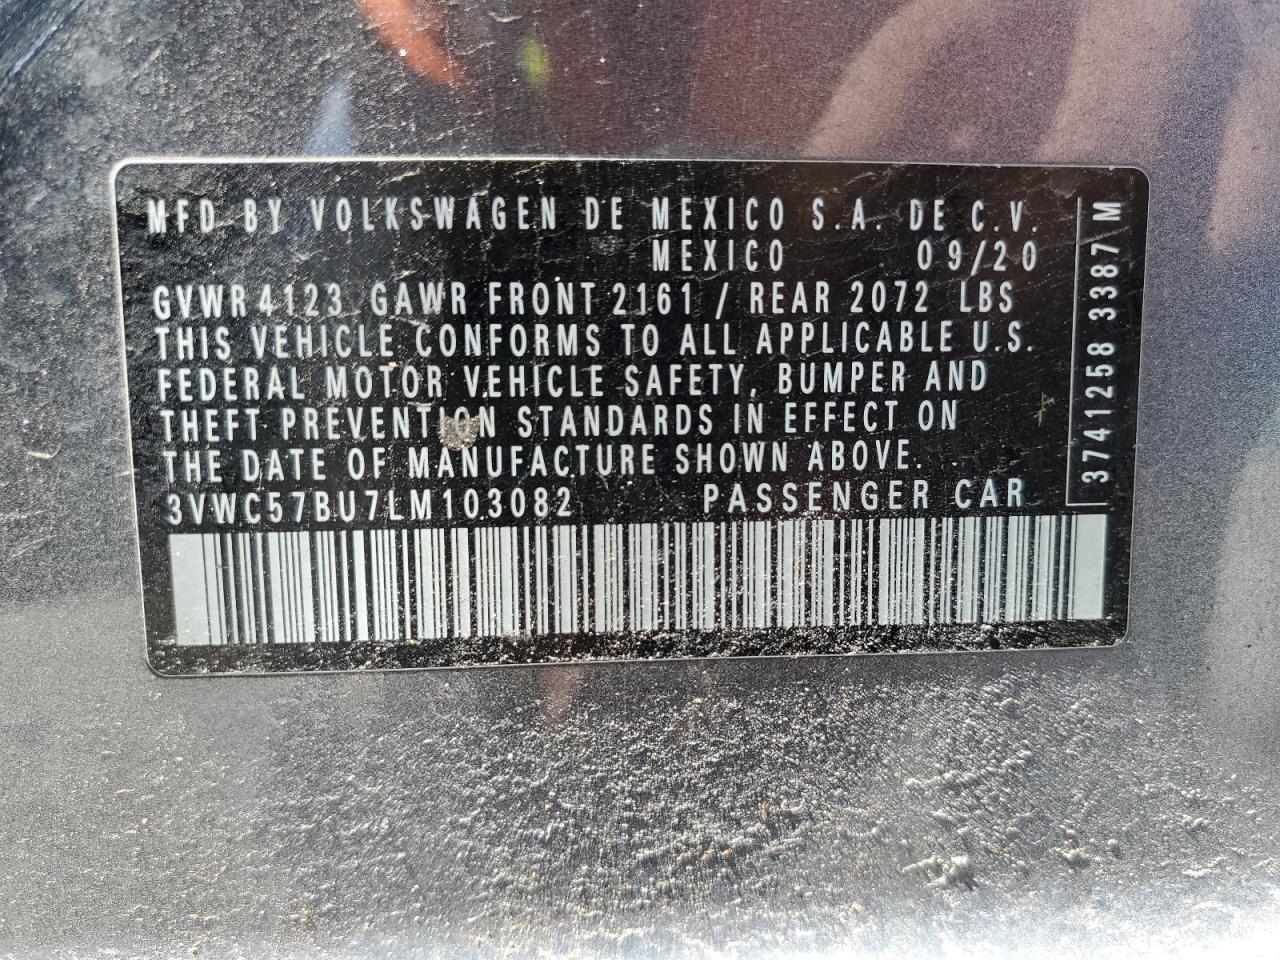 MFD BY VOLKSWAGEN DE MEXICO S.A. DE C.V.
MEXICO 09/20
GVWR 4123 GAWR FRONT 2161 / REAR 2072 LBS
THIS VEHICLE CONFORMS TO ALL APPLICABLE U.S.
FEDERAL MOTOR VEHICLE SAFETY, BUMPER AND
THEFT PREVENTION STANDARDS IN EFFECT ON
THE DATE OF MANUFACTURE SHOWN ABOVE.
3VWC57BU7LM103082 PASSENGER CAR
3741258 3387 M